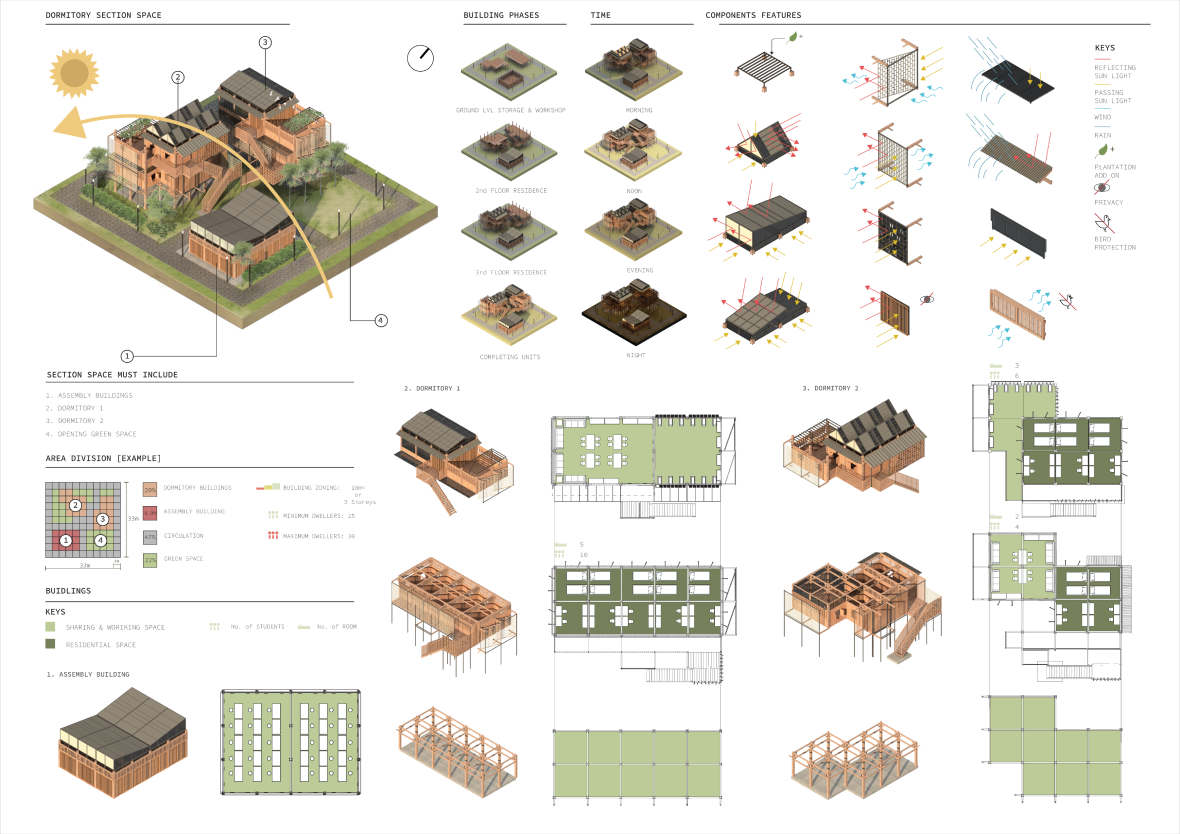 DORMITORY SECTION SPACE
BUILDING PHASES
TIME
COMPONENTS FEATURES
3
2
1
4
GROUND LVL STORAGE & WORKSHOP
2nd FLOOR RESIDENCE
3rd FLOOR RESIDENCE
COMPLETING UNITS
MORNING
NOON
EVENING
NIGHT
KEYS
REFLECTING
SUN LIGHT
PASSING
SUN LIGHT
WIND
RAIN
PLANTATION
ADD ON
PRIVACY
BIRD
PROTECTION
SECTION SPACE MUST INCLUDE
1. ASSEMBLY BUILDINGS
2. DORMITORY 1
3. DORMITORY 2
4. OPENING GREEN SPACE
AREA DIVISION [EXAMPLE]
2
3
1
4
33m
33m
20%
DORMITORY BUILDINGS
ASSEMBLY BUILDING
CIRCULATION
22%
GREEN SPACE
BUILDING ZONING:
10m<
or
3 Storeys
MINIMUM DWELLERS: 25
MAXIMUM DWELLERS: 30
BUIDLINGS
KEYS
SHARING & WORIKING SPACE
No. of STUDENTS
No. of ROOM
RESIDENTIAL SPACE
1. ASSEMBLY BUILDING
2. DORMITORY 1
5
10
3. DORMITORY 2
3
6
2
4